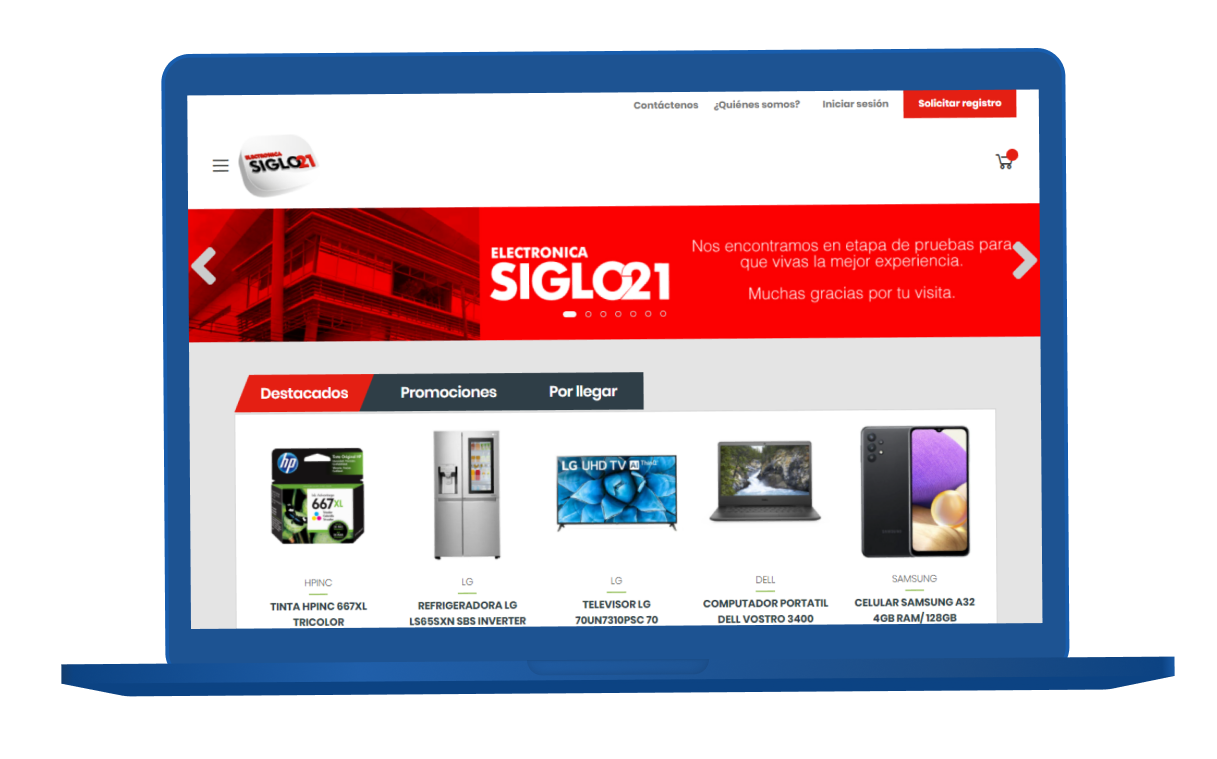 Contáctenos ¿Quiénes somos? Iniciar sesión Solicitar registro
ELECTRONICA
SIGLO21
ELECTRONICA
SIGLO21
Nos encontramos en etapa de pruebas para
que vivas la mejor experiencia.
Muchas gracias por tu visita.
Destacados Promociones Por llegar
hp
667XL
LG UHD TV AI ThinQ
HPINC
TINTA HPINC 667XL
TRICOLOR
LG
REFRIGERADORA LG
LS65SXN SBS INVERTER
LG
TELEVISOR LG
70UN7310PSC 70
DELL
COMPUTADOR PORTATIL
DELL VOSTRO 3400
SAMSUNG
CELULAR SAMSUNG A32
4GB RAM/ 128GB